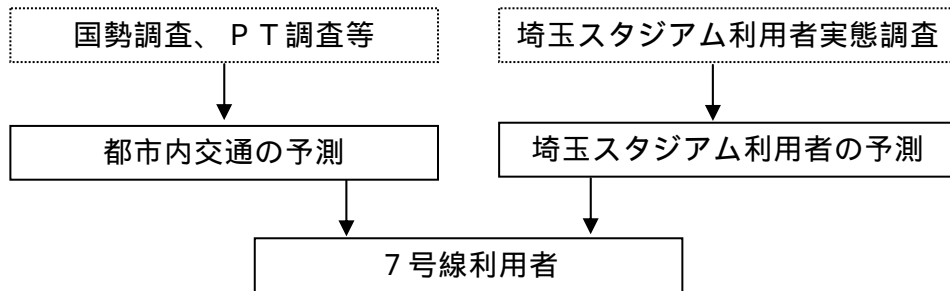 国勢調査、ＰＴ調査等
埼玉スタジアム利用者実態調査
都市内交通の予測
埼玉スタジアム利用者の予測
７号線利用者